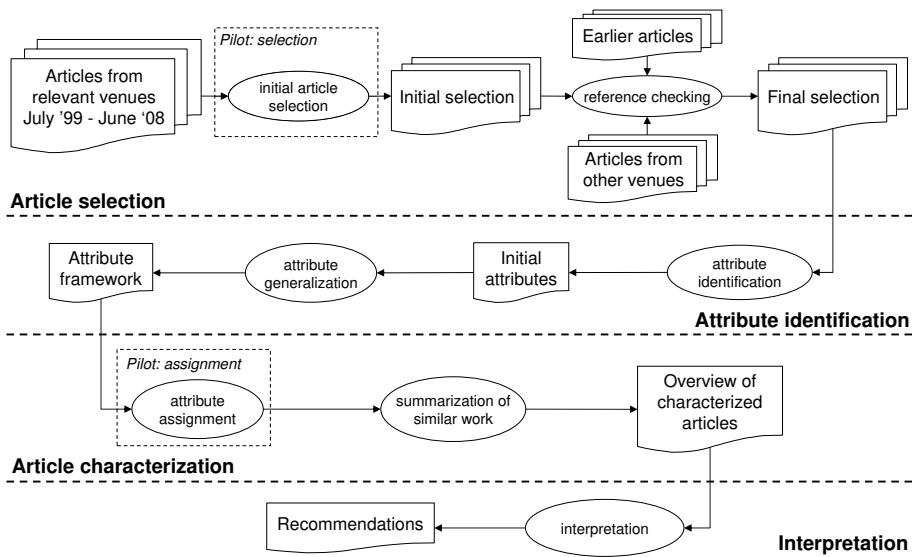 Pilot: selection
Articles from
relevant venues
July '99 - June ‘08
initial article
selection
Initial selection
Earlier articles
reference checking
Articles from
other venues
Final selection
Article selection
Attribute
framework
attribute
generalization
Initial
attributes
attribute
identification
Attribute identification
Pilot: assignment
attribute
assignment
summarization of
similar work
Overview of
characterized
articles
Article characterization
Recommendations
interpretation
Interpretation